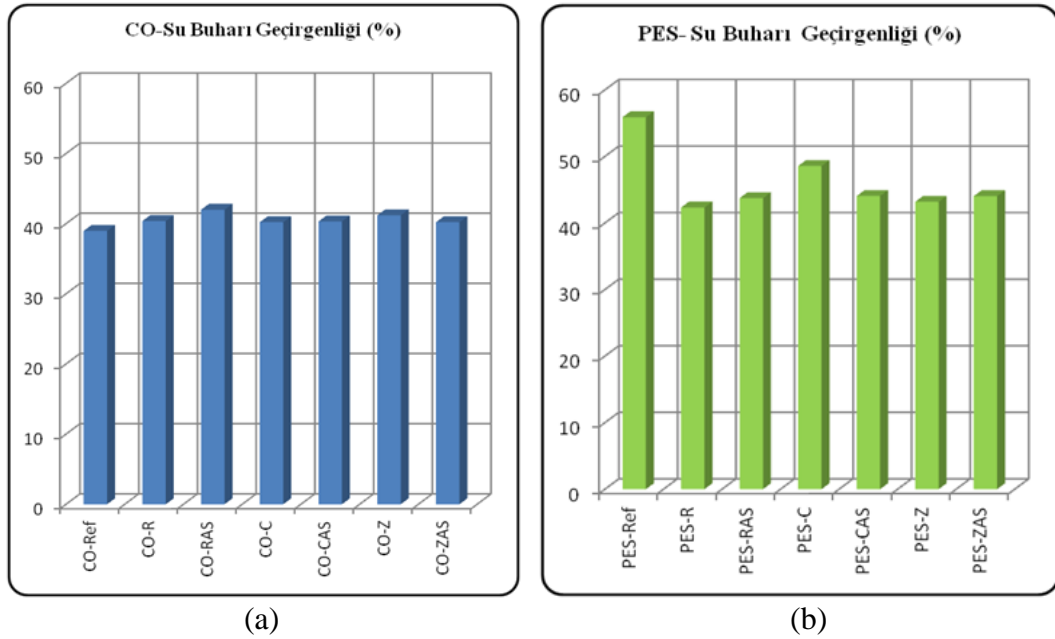 CO-Su Buharı Geçirgenliği (%)
60
50
40
30
20
10
0
CO-Ref
CO-R
CO-RAS
CO-C
CO-CAS
CO-Z
CO-ZAS
(a)
PES- Su Buharı Geçirgenliği (%)
60
50
40
30
20
10
0
PES-Ref
PES-R
PES-RAS
PES-C
PES-CAS
PES-Z
PES-ZAS
(b)